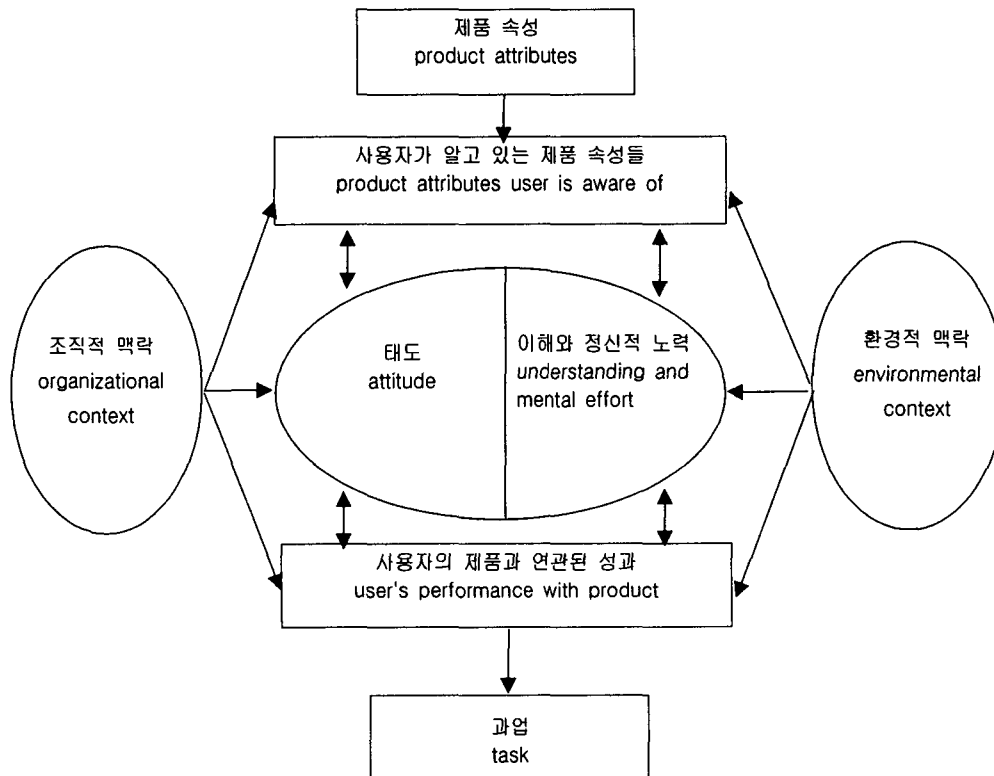 제품 속성
product attributes
사용자가 알고 있는 제품 속성들
product attributes user is aware of
조직적 맥락
organizational
context
태도
attitude
이해와 정신적 노력
understanding and
mental effort
환경적 맥락
environmental
context
사용자의 제품과 연관된 성과
user's performance with product
과업
task